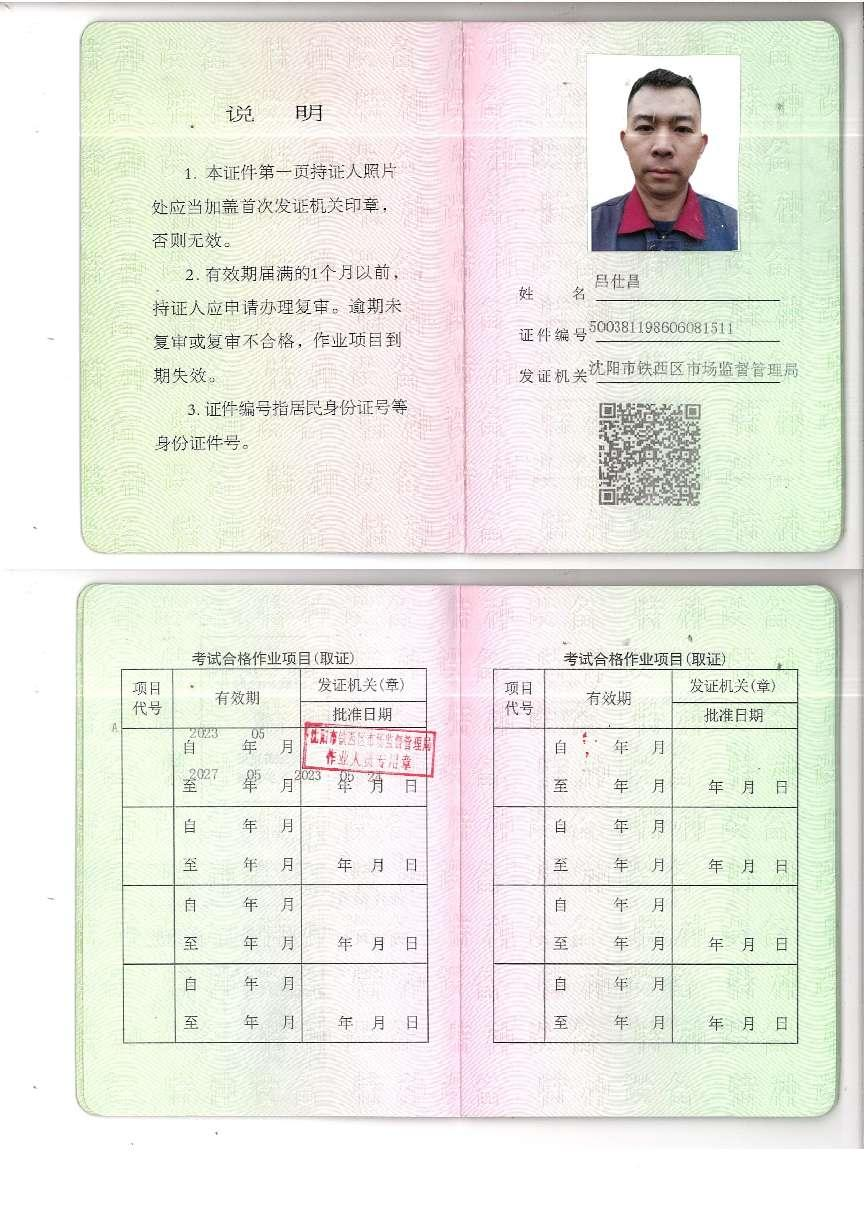 说 明
1. 本证件第一页持证人照片
处应当加盖首次发证机关印章，
否则无效。
2. 有效期届满的1个月以前，
持证人应申请办理复审。逾期未
复审或复审不合格，作业项目到
期失效。
3. 证件编号指居民身份证号等
身份证件号。
姓 名 吕仕昌
证件编号 500381198606081511
发证机关 沈阳市铁西区市场监督管理局
考试合格作业项目(取证)
项目代号 有效期 发证机关(章)
批准日期
A
自 2023 年 05 月
沈阳市铁西区市场监督管理局
作业人员专用章
至 2027 年 05 月 2023 年 05 月 24 日
自 年 月
至 年 月 年 月 日
自 年 月
至 年 月 年 月 日
自 年 月
至 年 月 年 月 日
考试合格作业项目(取证)
项目代号 有效期 发证机关(章)
批准日期
自 年 月
至 年 月 年 月 日
自 年 月
至 年 月 年 月 日
自 年 月
至 年 月 年 月 日
自 年 月
至 年 月 年 月 日